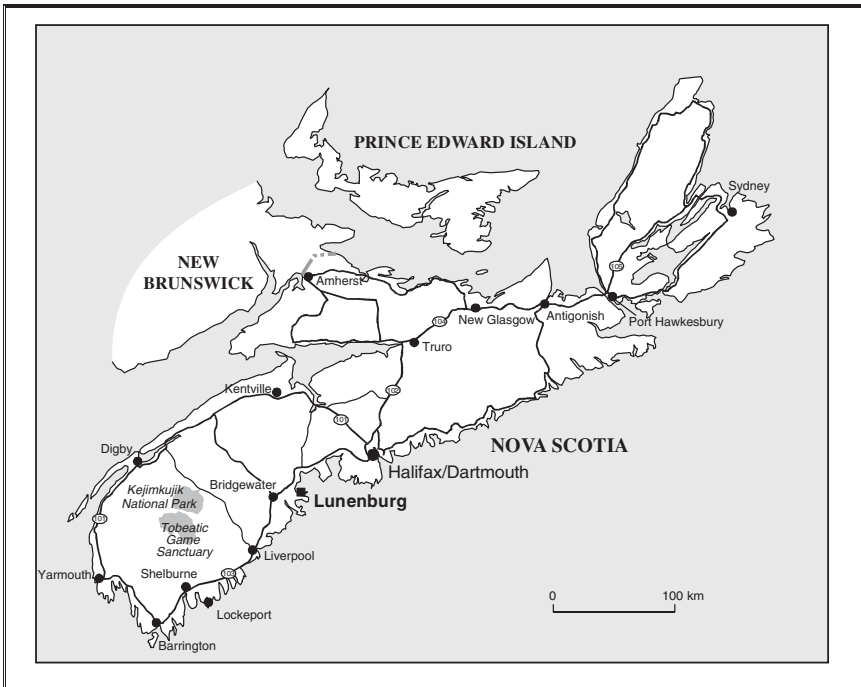 PRINCE EDWARD ISLAND
Sydney
NEW
BRUNSWICK
105
Amherst
Port Hawkesbury
Antigonish
New Glasgow
104
Truro
Kentville
102
101
NOVA SCOTIA
Digby
Halifax/Dartmouth
Kejimkujik
National Park
Bridgewater
Lunenburg
101
Tobeatic
Game
Sanctuary
Liverpool
Yarmouth
Shelburne
103
Lockeport
Barrington
0 100 km